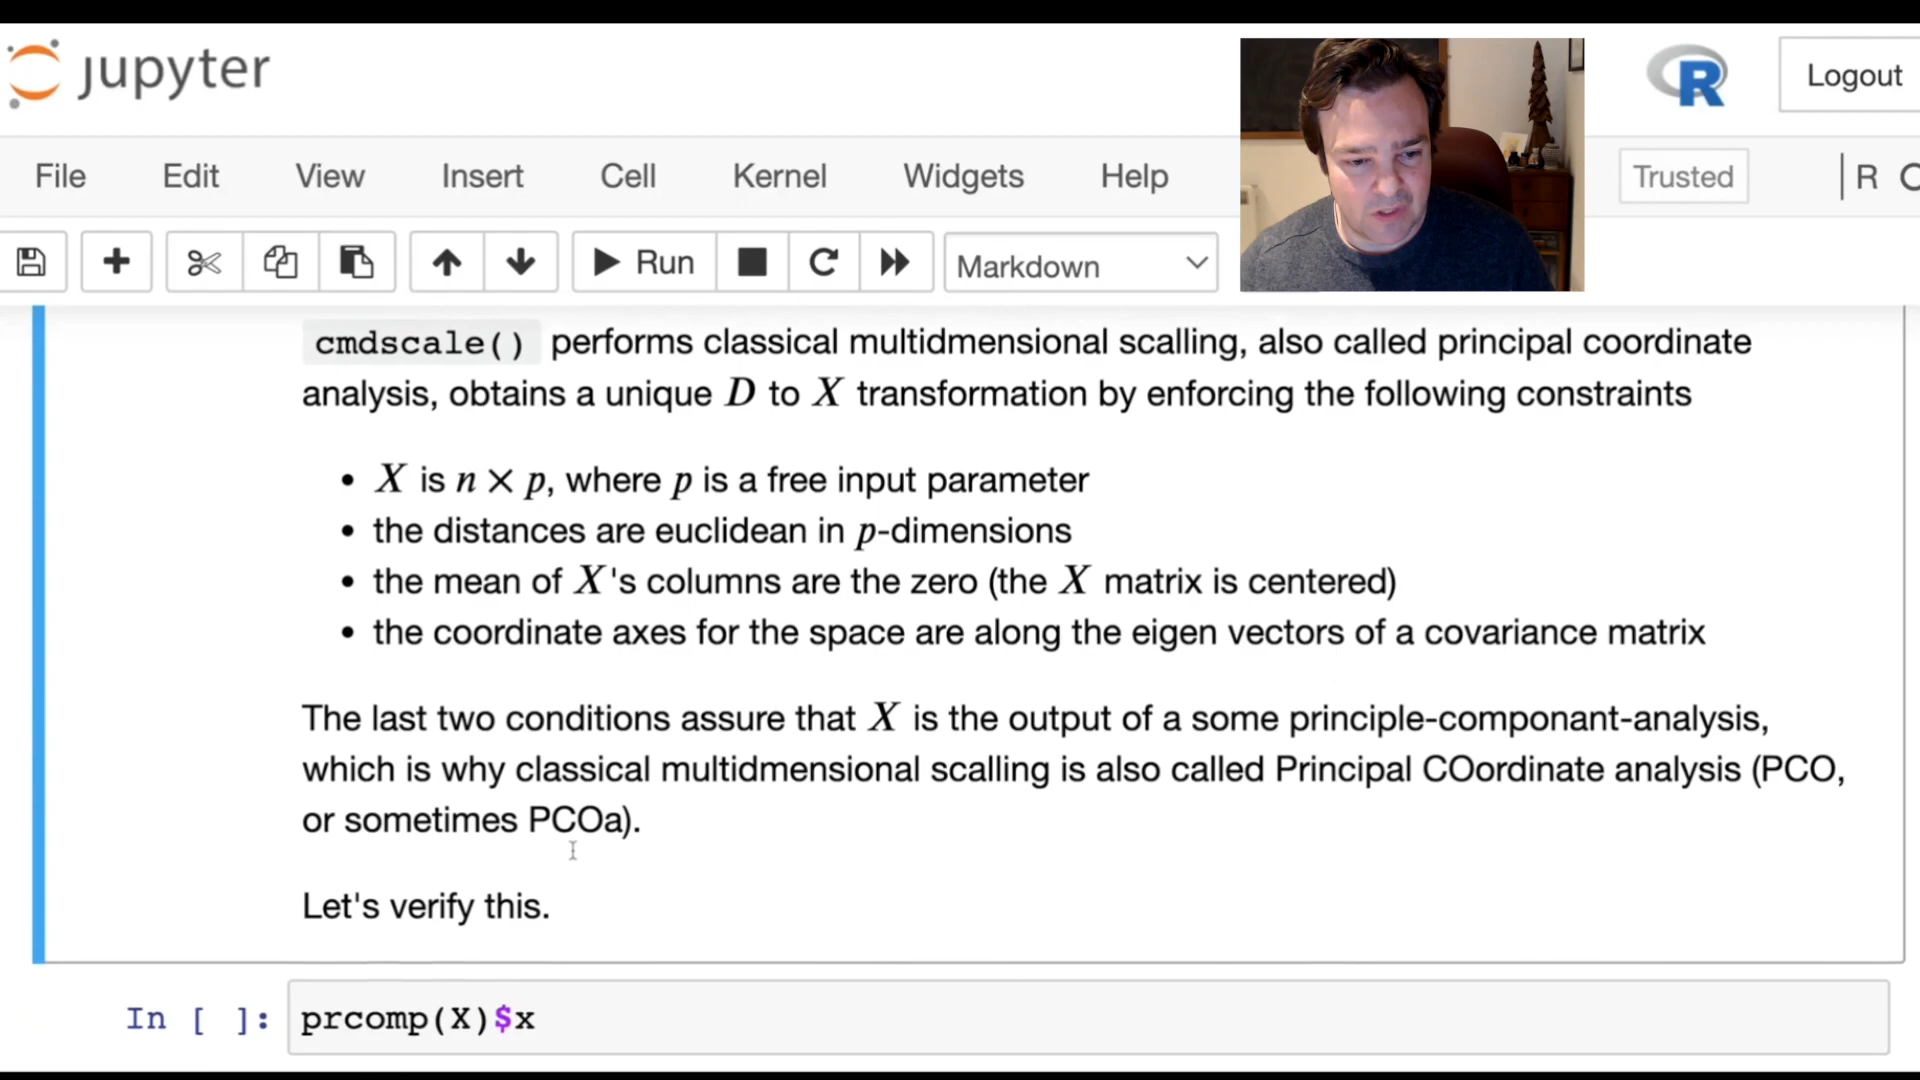 jupyter
R
Logout
File Edit View Insert Cell Kernel Widgets Help
Trusted
R
Run
Markdown
cmdscale() performs classical multidmensional scalling, also called principal coordinate
analysis, obtains a unique D to X transformation by enforcing the following constraints
• X is n × p, where p is a free input parameter
• the distances are euclidean in p-dimensions
• the mean of X's columns are the zero (the X matrix is centered)
• the coordinate axes for the space are along the eigen vectors of a covariance matrix
The last two conditions assure that X is the output of a some principle-componant-analysis,
which is why classical multidmensional scalling is also called Principal COordinate analysis (PCO,
or sometimes PCOa).
Let's verify this.
In [ ]: prcomp(X)$x